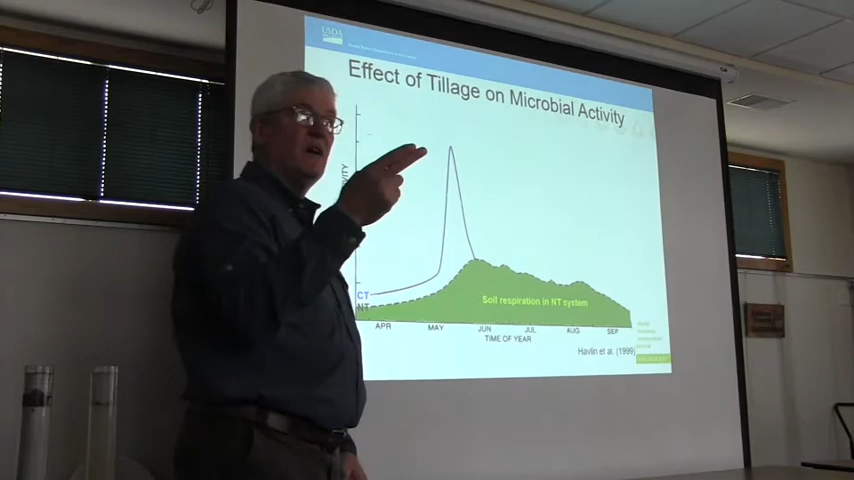 USDA
Effect of Tillage on Microbial Activity
CT
NT
Soil respiration in NT system
APR MAY JUN JUL AUG SEP
TIME OF YEAR
Havlin et al. (1999)